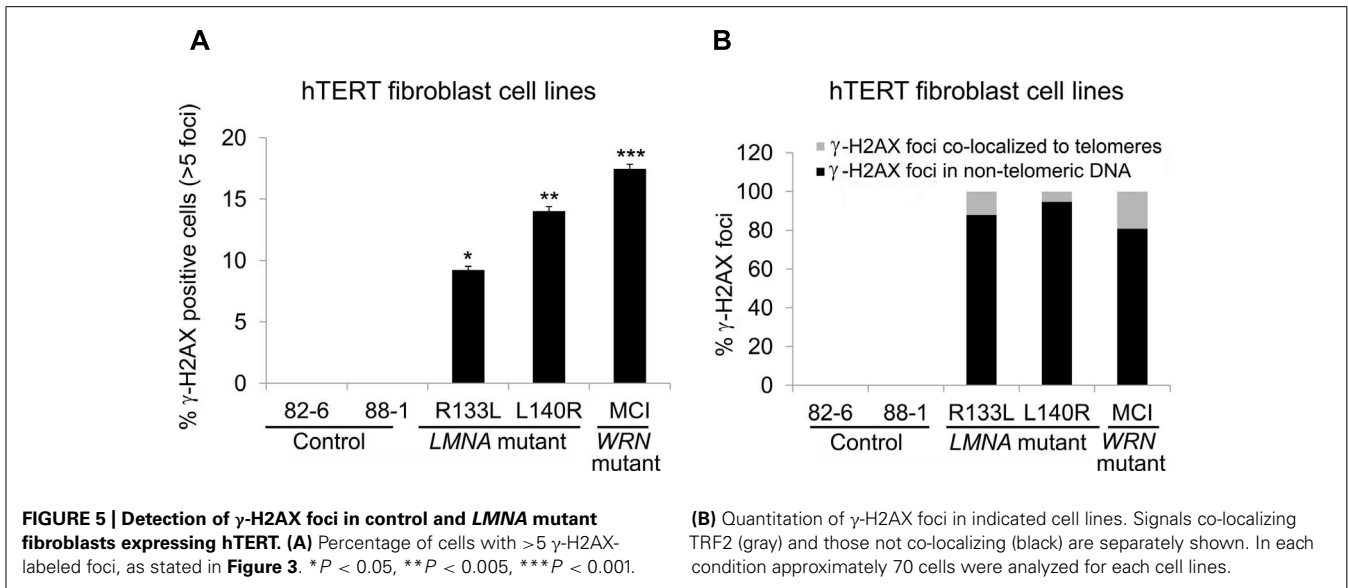 A
hTERT fibroblast cell lines
% γ-H2AX positive cells (>5 foci)
20
15
10
5
0
*
**
***
82-6 88-1 R133L L140R MCI
Control LMNA mutant WRN
mutant
B
hTERT fibroblast cell lines
γ-H2AX foci co-localized to telomeres
γ-H2AX foci in non-telomeric DNA
% γ-H2AX foci
120
100
80
60
40
20
0
82-6 88-1 R133L L140R MCI
Control LMNA mutant WRN
mutant
FIGURE 5 | Detection of γ-H2AX foci in control and LMNA mutant
fibroblasts expressing hTERT. (A) Percentage of cells with >5 γ-H2AX-
labeled foci, as stated in Figure 3. *P < 0.05, **P < 0.005, ***P < 0.001.
(B) Quantitation of γ-H2AX foci in indicated cell lines. Signals co-localizing
TRF2 (gray) and those not co-localizing (black) are separately shown. In each
condition approximately 70 cells were analyzed for each cell lines.